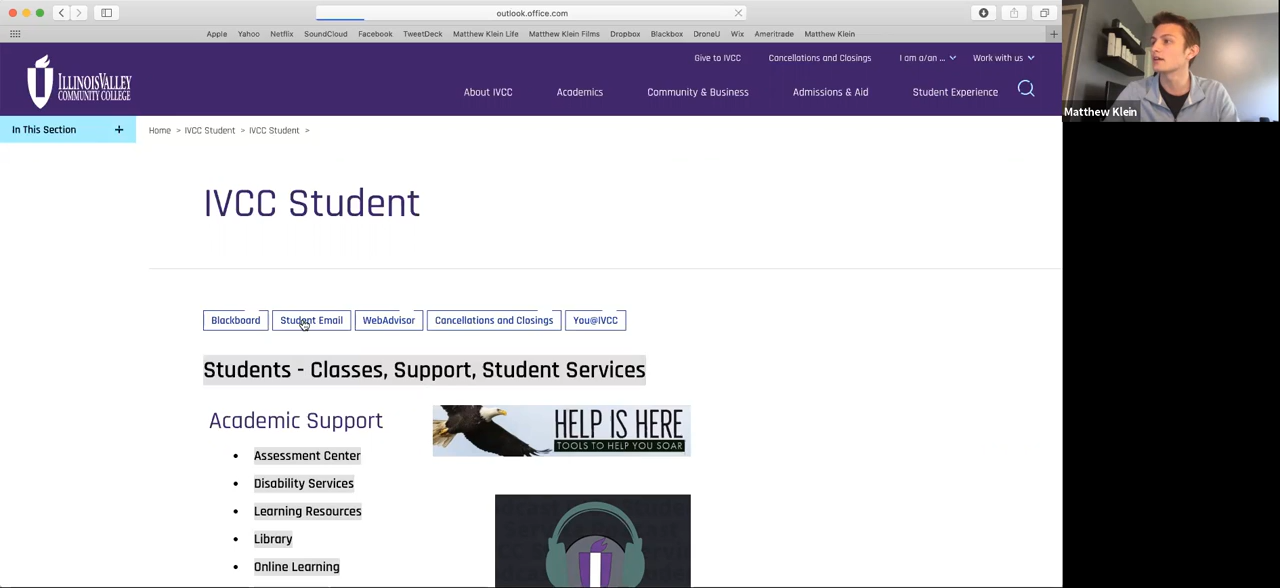 outlook.office.com
Apple Yahoo Netflix SoundCloud Facebook TweetDeck Matthew Klein Life Matthew Klein Films Dropbox Blackbox DroneU Wix Ameritrade Matthew Klein
Give to IVCC Cancellations and Closings I am a/an ... Work with us
ILLINOIS VALLEY
COMMUNITY COLLEGE
About IVCC Academics Community & Business Admissions & Aid Student Experience
Matthew Klein
In This Section +
Home > IVCC Student > IVCC Student >
IVCC Student
Blackboard Student Email WebAdvisor Cancellations and Closings You@IVCC
Students - Classes, Support, Student Services
Academic Support
HELP IS HERE
TOOLS TO HELP YOU SOAR
• Assessment Center
• Disability Services
• Learning Resources
• Library
• Online Learning